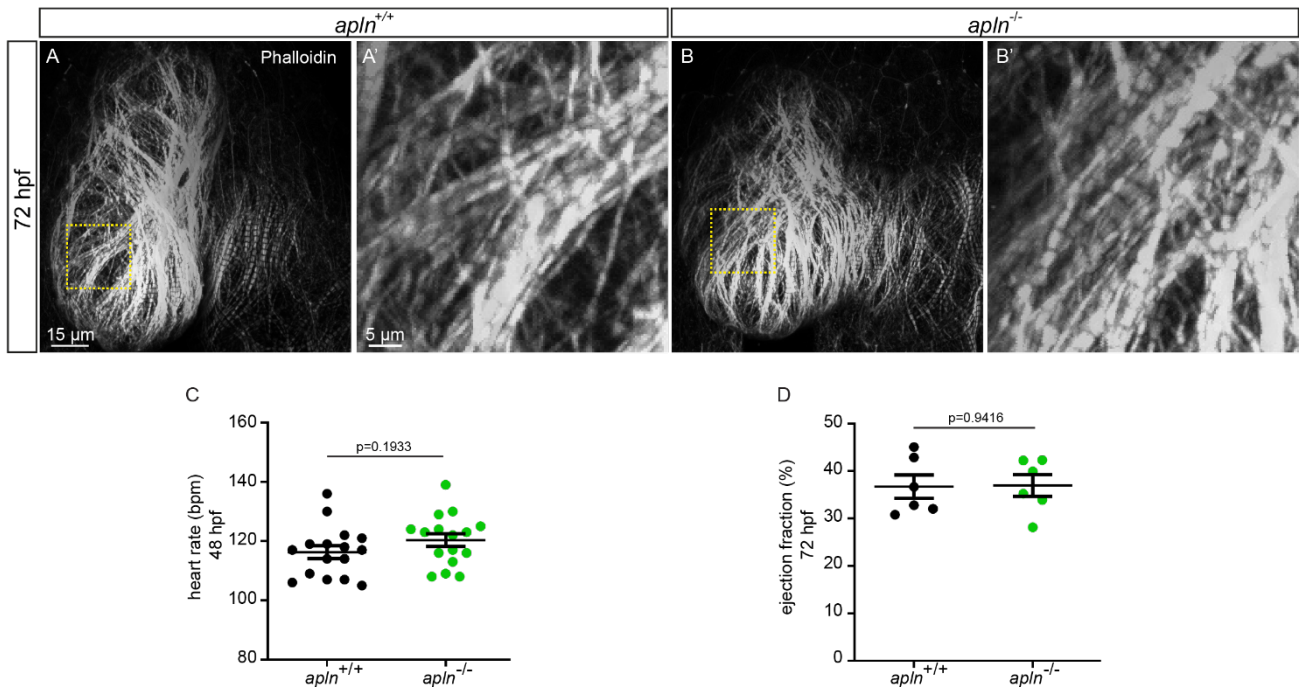 apln+/+ apln-/-
72 hpf
A Phalloidin A' B B'
15 µm 5 µm
C D
160
140
120
100
80
heart rate (bpm)
48 hpf
p=0.1933
apln+/+ apln-/-
50
40
30
20
10
0
ejection fraction (%)
72 hpf
p=0.9416
apln+/+ apln-/-